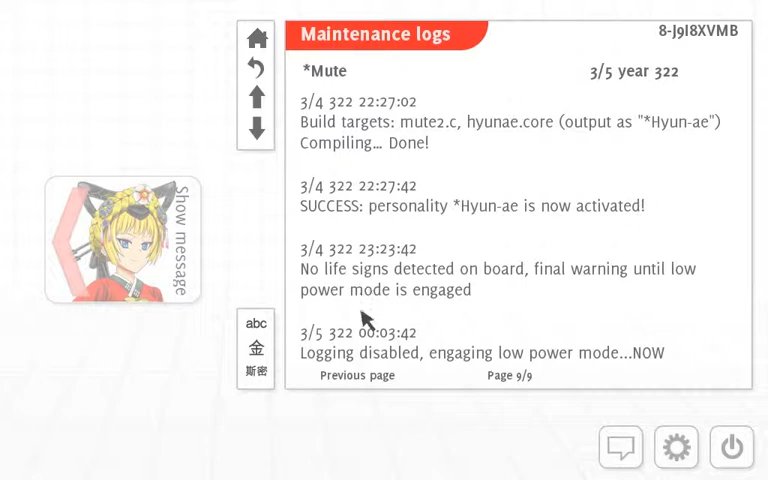 Maintenance logs
8-J9I8XVMB
*Mute
3/5 year 322
3/4 322 22:27:02
Build targets: mute2.c, hyunae.core (output as "*Hyun-ae")
Compiling... Done!
3/4 322 22:27:42
SUCCESS: personality *Hyun-ae is now activated!
3/4 322 23:23:42
No life signs detected on board, final warning until low
power mode is engaged
3/5 322 00:03:42
Logging disabled, engaging low power mode...NOW
Previous page
Page 9/9
Show message
abc
金
斯密